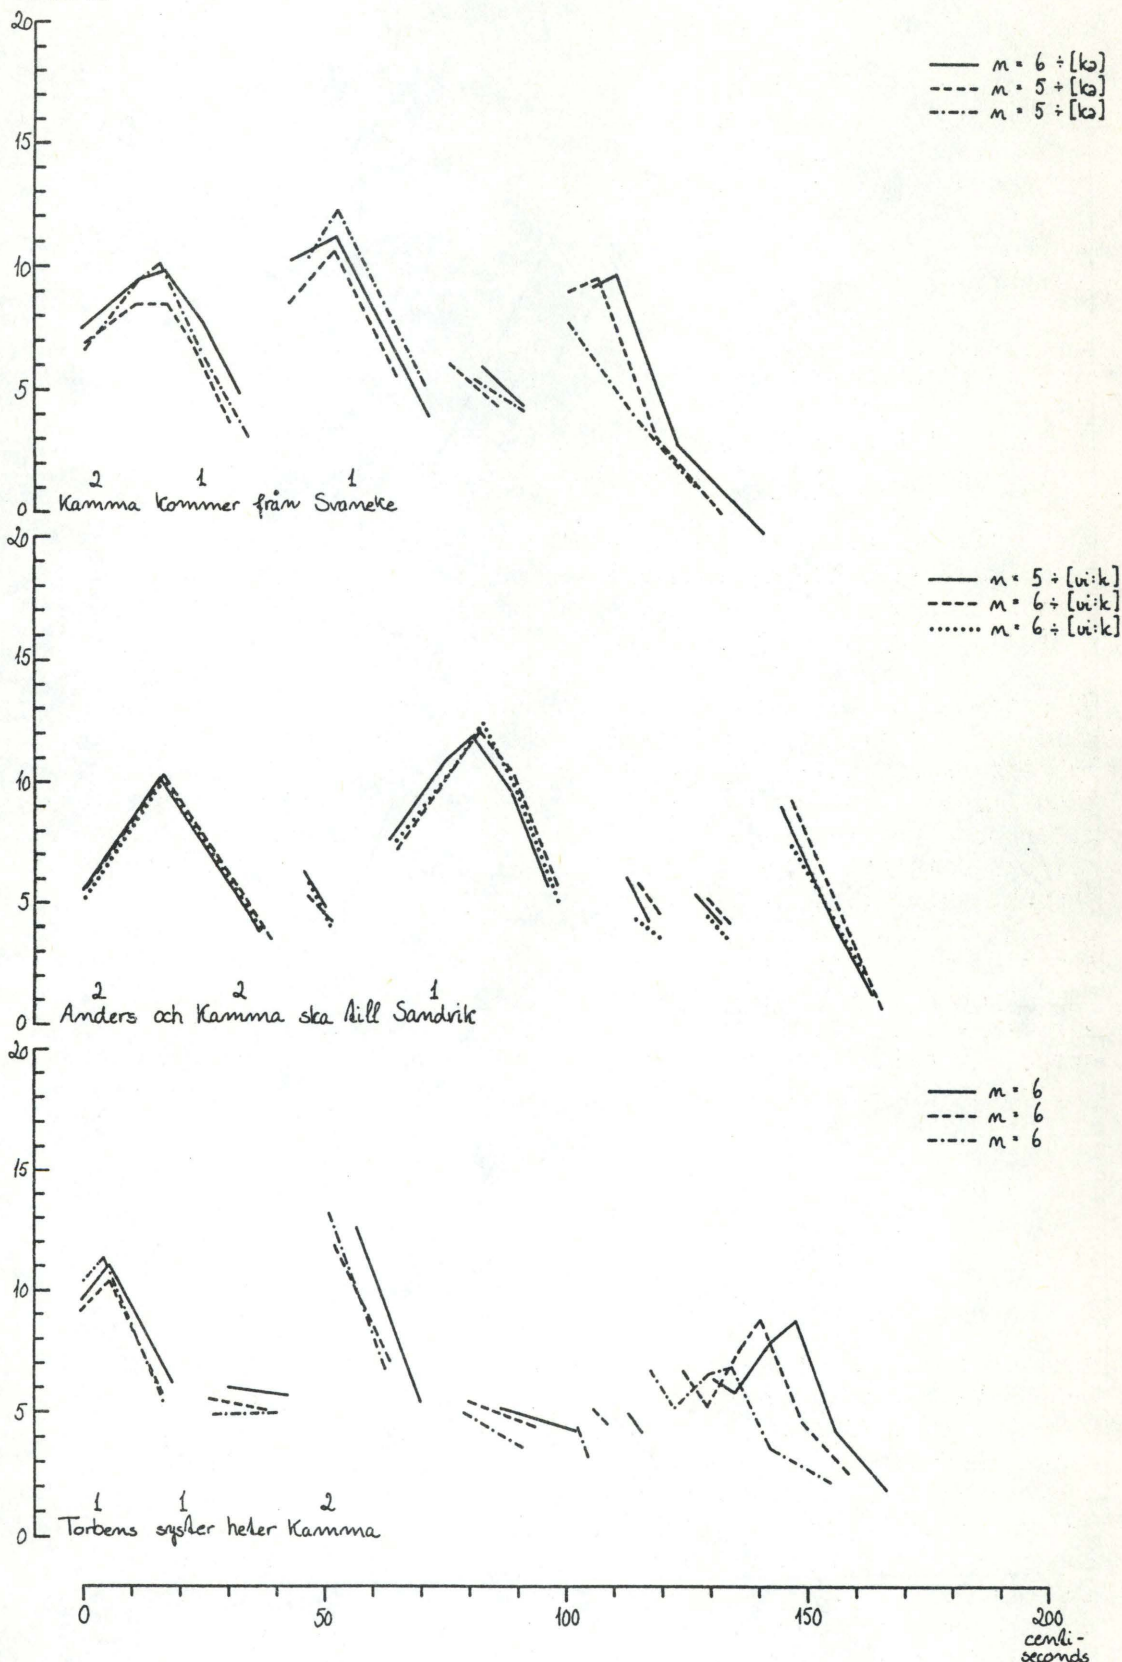 20
n = 6 ÷ [kə]
n = 5 ÷ [kə]
n = 5 ÷ [kə]
15
10
5
2 1 1
Kamma kommer från Svaneke
0
20
n = 5 ÷ [vi:k]
n = 6 ÷ [vi:k]
n = 6 ÷ [vi:k]
15
10
5
2 2 1
Anders och Kamma ska till Sandvik
0
20
n = 6
n = 6
n = 6
15
10
5
1 1 2
Torbens syster heter Kamma
0
0 50 100 150 200
centi-
seconds